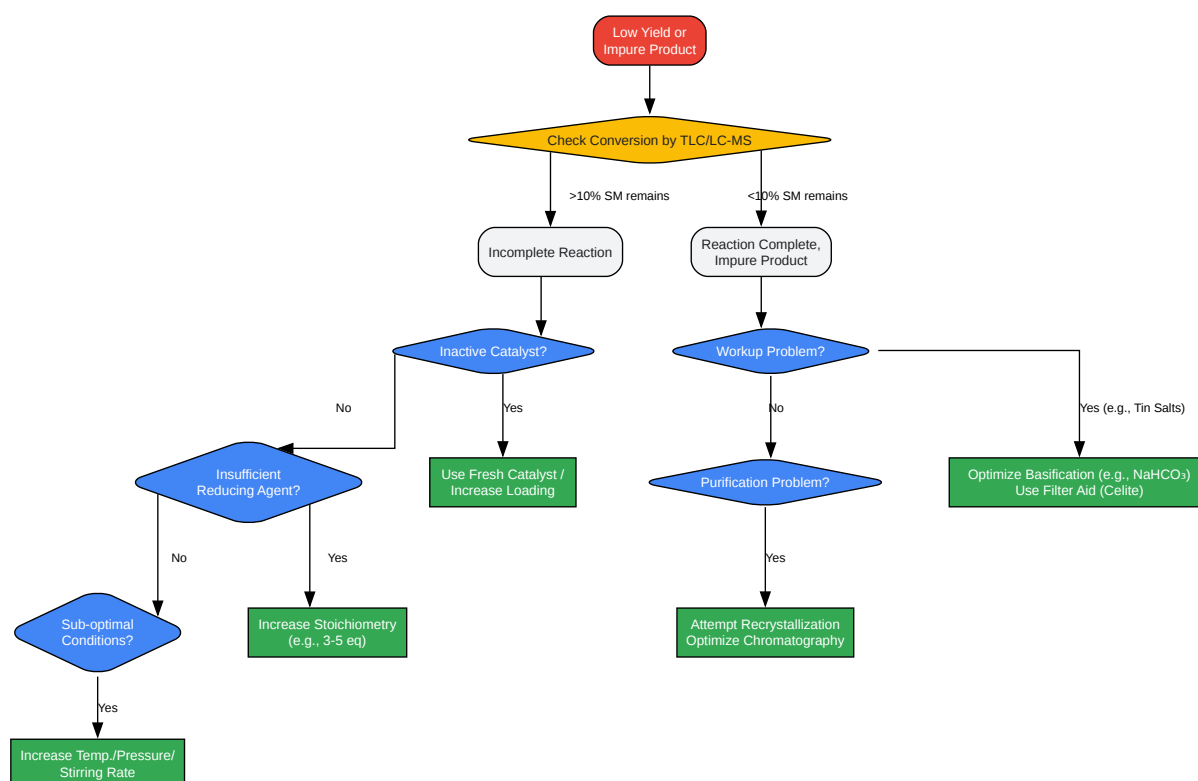 Low Yield or
Impure Product
Check Conversion by TLC/LC-MS
>10% SM remains
<10% SM remains
Incomplete Reaction
Reaction Complete,
Impure Product
Inactive Catalyst?
Workup Problem?
No
Yes
No
Yes (e.g., Tin Salts)
Insufficient
Reducing Agent?
Use Fresh Catalyst /
Increase Loading
Purification Problem?
Optimize Basification (e.g., NaHCO₃)
Use Filter Aid (Celite)
No
Yes
Yes
Sub-optimal
Conditions?
Increase Stoichiometry
(e.g., 3-5 eq)
Attempt Recrystallization
Optimize Chromatography
Yes
Increase Temp./Pressure/
Stirring Rate